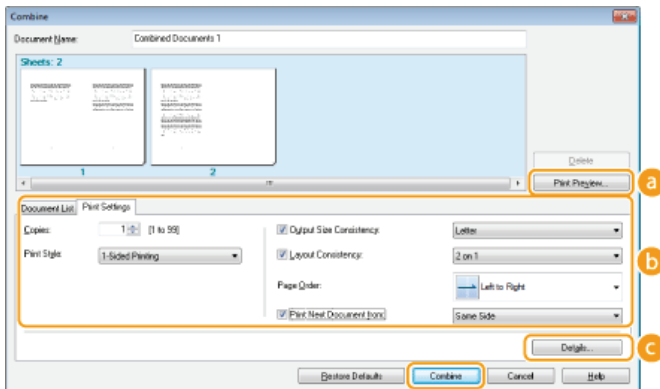 Combine
Document Name: Combined Documents 1
Sheets: 2
1 2
Delete
Print Preview... a
Document List Print Settings
Copies: 1 [1 to 99] Output Size Consistency: Letter
Print Style: 1-Sided Printing Layout Consistency: 2 on 1 b
Page Order: Left to Right
Print Next Document from: Same Side
Details... c
Restore Defaults Combine Cancel Help